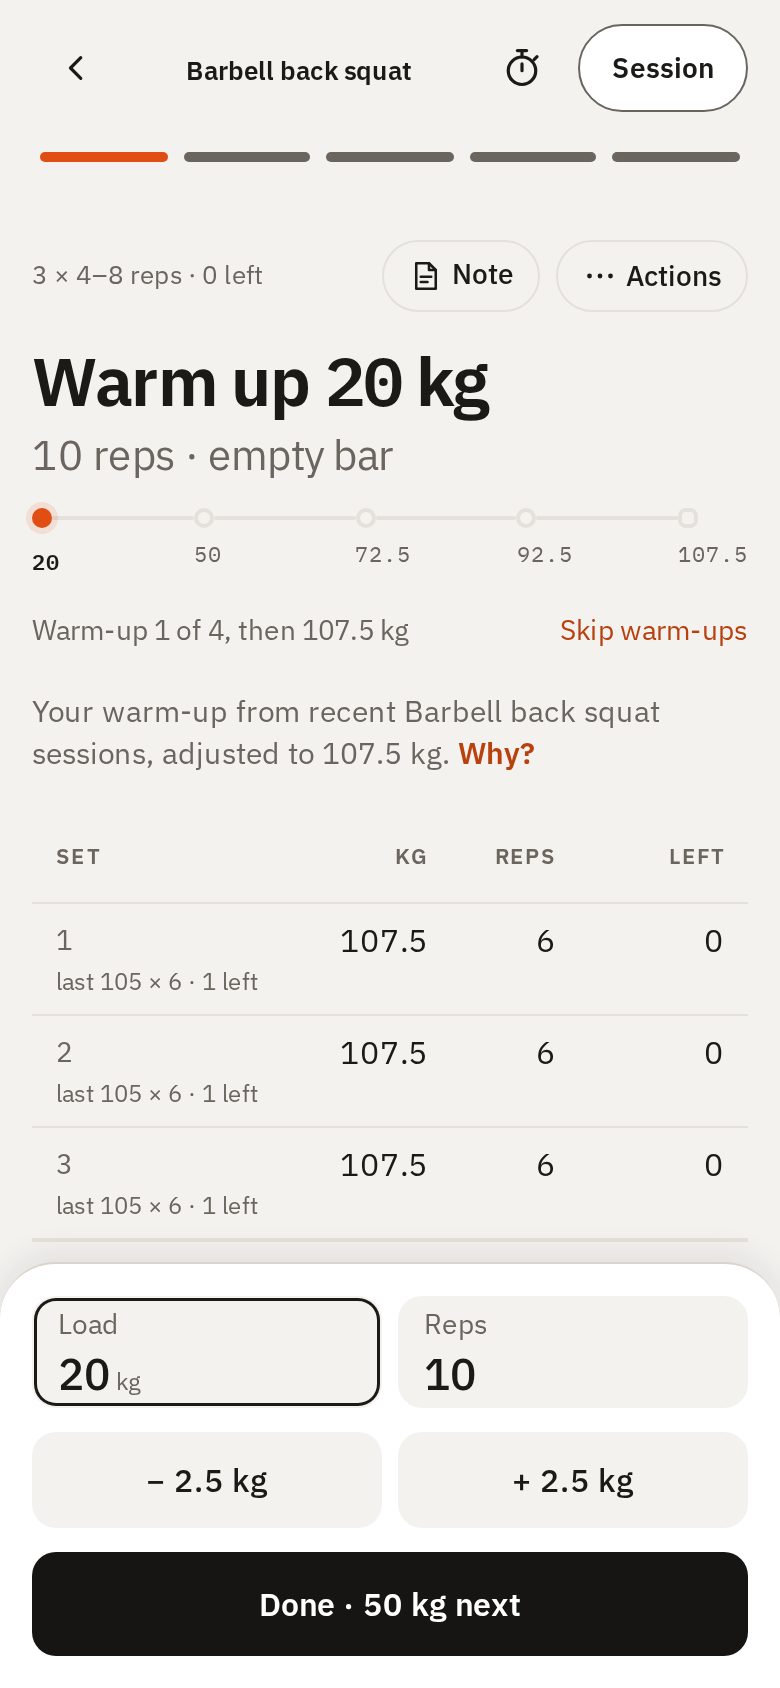 Barbell back squat
Session
3 × 4–8 reps · 0 left
Note
··· Actions
Warm up 20 kg
10 reps · empty bar
20 50 72.5 92.5 107.5
Warm-up 1 of 4, then 107.5 kg
Skip warm-ups
Your warm-up from recent Barbell back squat
sessions, adjusted to 107.5 kg. Why?
SET KG REPS LEFT
1 107.5 6 0
last 105 × 6 · 1 left
2 107.5 6 0
last 105 × 6 · 1 left
3 107.5 6 0
last 105 × 6 · 1 left
Load
20 kg
Reps
10
− 2.5 kg
+ 2.5 kg
Done · 50 kg next